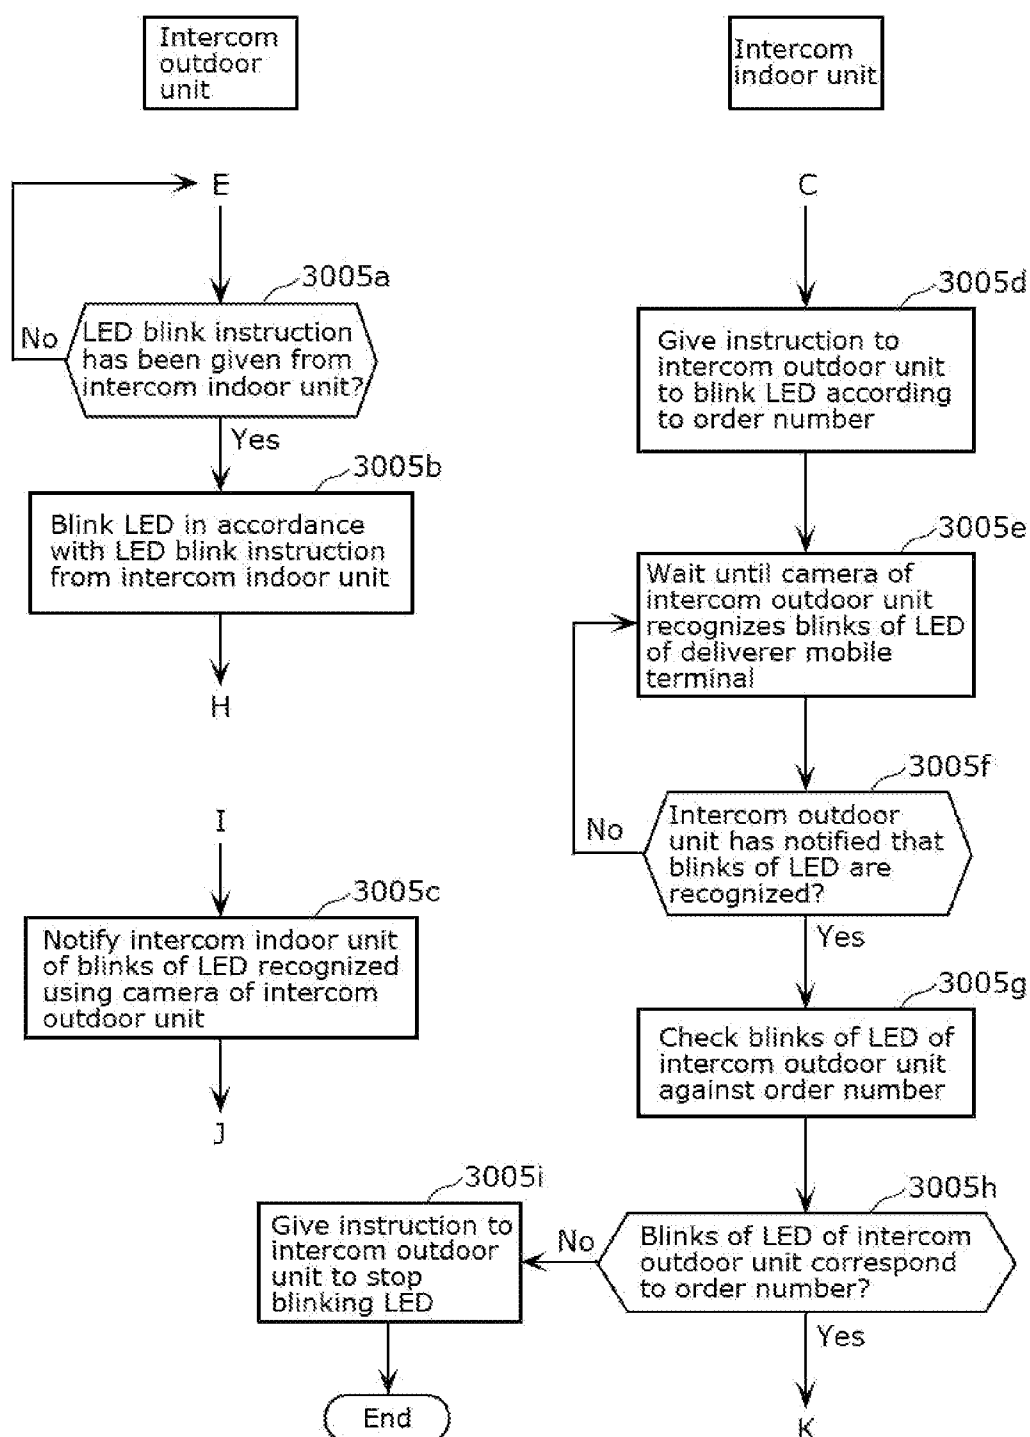 Intercom
outdoor
unit
Intercom
indoor unit
E
3005a
LED blink instruction
has been given from
intercom indoor unit?
No
Yes
3005b
Blink LED in accordance
with LED blink instruction
from intercom indoor unit
H
I
3005c
Notify intercom indoor unit
of blinks of LED recognized
using camera of intercom
outdoor unit
J
C
3005d
Give instruction to
intercom outdoor unit
to blink LED according
to order number
3005e
Wait until camera of
intercom outdoor unit
recognizes blinks of LED
of deliverer mobile
terminal
3005f
Intercom outdoor
unit has notified that
blinks of LED are
recognized?
No
Yes
3005g
Check blinks of LED of
intercom outdoor unit
against order number
3005h
Blinks of LED of intercom
outdoor unit correspond
to order number?
No
Yes
3005i
Give instruction to
intercom outdoor
unit to stop
blinking LED
End
K